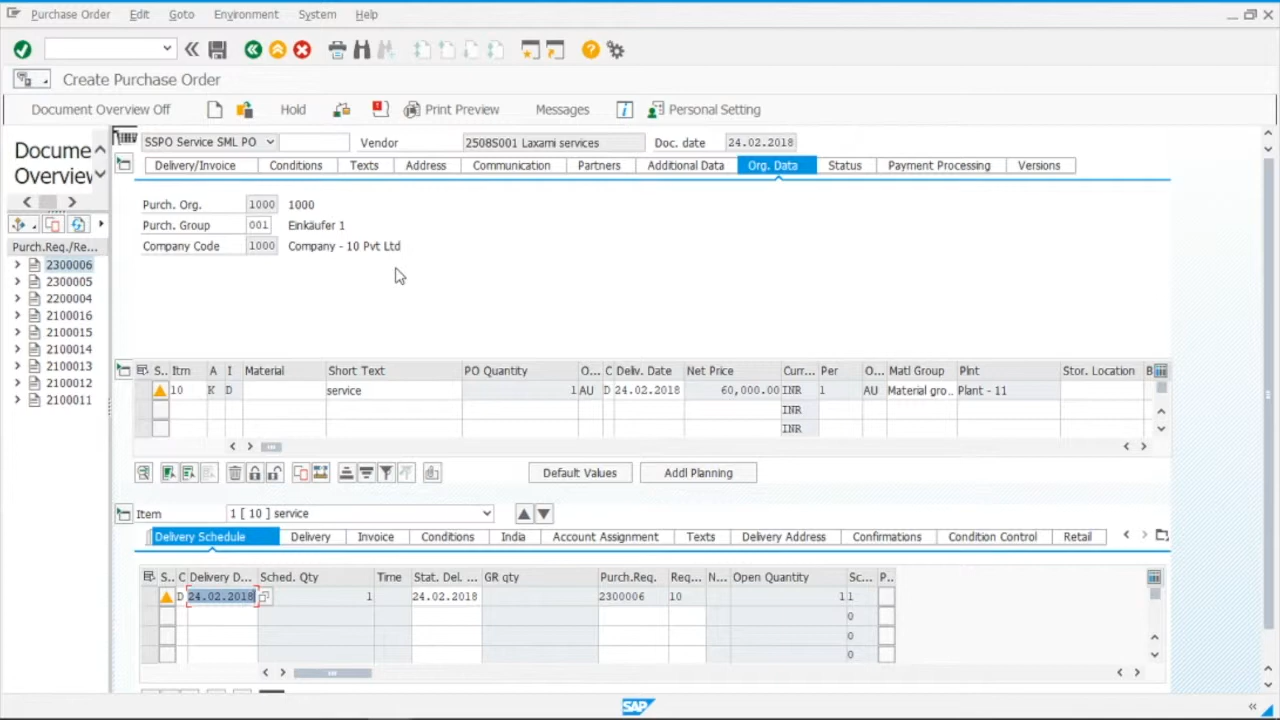 Purchase Order Edit Goto Environment System Help
Create Purchase Order
Document Overview Off Hold Print Preview Messages Personal Setting
Docume
Overview
SSPO Service SML PO Vendor 25085001 Laxami services Doc. date 24.02.2018
Delivery/Invoice Conditions Texts Address Communication Partners Additional Data Org. Data Status Payment Processing Versions
Purch. Org. 1000 1000
Purch. Group 001 Einkäufer 1
Company Code 1000 Company - 10 Pvt Ltd
Purch.Req./Re...
2300006
2300005
2200004
2100016
2100015
2100014
2100013
2100012
2100011
S.. Itm A I Material Short Text PO Quantity O... C Deliv. Date Net Price Curr... Per O... Matl Group Plnt Stor. Location B
10 K D service 1 AU D 24.02.2018 60,000.00 INR 1 AU Material gro.. Plant - 11
INR
INR
Default Values Addl Planning
Item 1 [ 10 ] service
Delivery Schedule Delivery Invoice Conditions India Account Assignment Texts Delivery Address Confirmations Condition Control Retail
S.. C Delivery D... Sched. Qty Time Stat. Del. ... GR qty Purch.Req. Req... N... Open Quantity Sc... P..
D 24.02.2018 1 24.02.2018 2300006 10 1 1
0
0
0
SAP